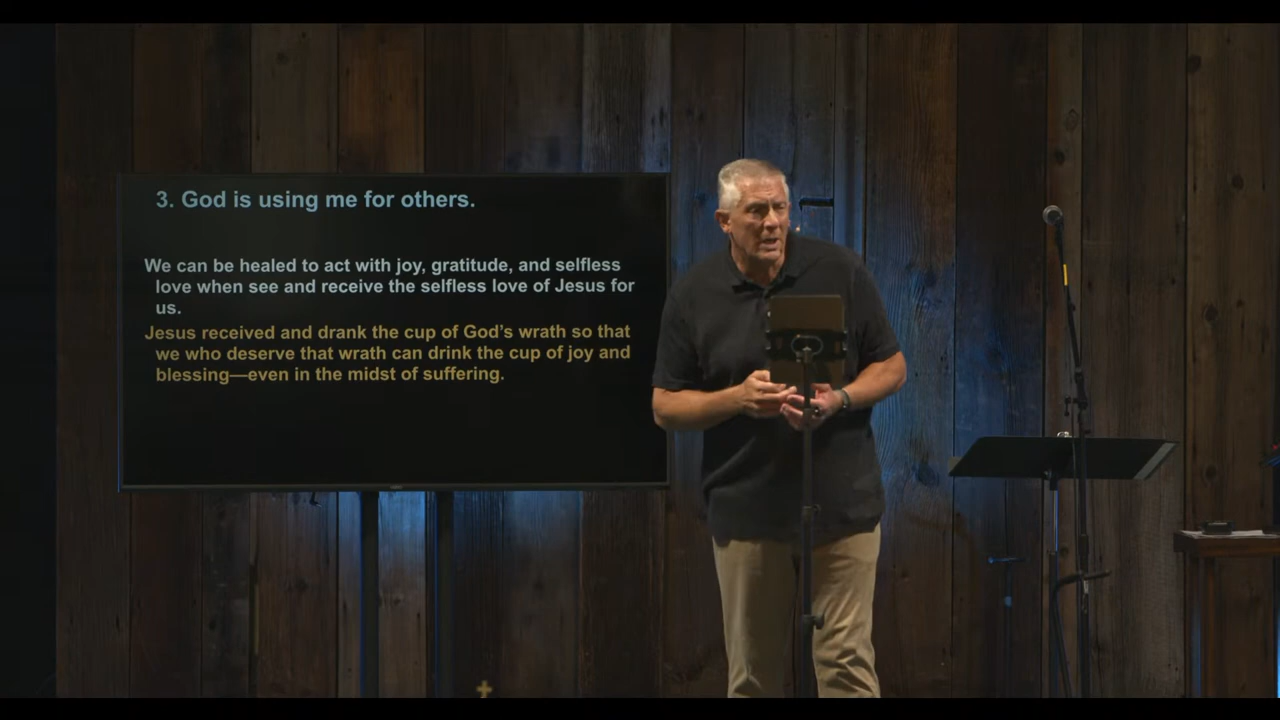 3. God is using me for others.
We can be healed to act with joy, gratitude, and selfless
love when see and receive the selfless love of Jesus for
us.
Jesus received and drank the cup of God's wrath so that
we who deserve that wrath can drink the cup of joy and
blessing—even in the midst of suffering.